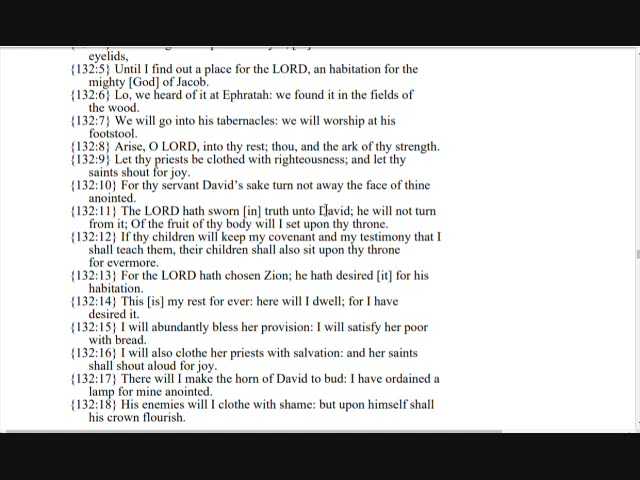 eyelids,
{132:5} Until I find out a place for the LORD, an habitation for the
mighty [God] of Jacob.
{132:6} Lo, we heard of it at Ephratah: we found it in the fields of
the wood.
{132:7} We will go into his tabernacles: we will worship at his
footstool.
{132:8} Arise, O LORD, into thy rest; thou, and the ark of thy strength.
{132:9} Let thy priests be clothed with righteousness; and let thy
saints shout for joy.
{132:10} For thy servant David's sake turn not away the face of thine
anointed.
{132:11} The LORD hath sworn [in] truth unto David; he will not turn
from it; Of the fruit of thy body will I set upon thy throne.
{132:12} If thy children will keep my covenant and my testimony that I
shall teach them, their children shall also sit upon thy throne
for evermore.
{132:13} For the LORD hath chosen Zion; he hath desired [it] for his
habitation.
{132:14} This [is] my rest for ever: here will I dwell; for I have
desired it.
{132:15} I will abundantly bless her provision: I will satisfy her poor
with bread.
{132:16} I will also clothe her priests with salvation: and her saints
shall shout aloud for joy.
{132:17} There will I make the horn of David to bud: I have ordained a
lamp for mine anointed.
{132:18} His enemies will I clothe with shame: but upon himself shall
his crown flourish.